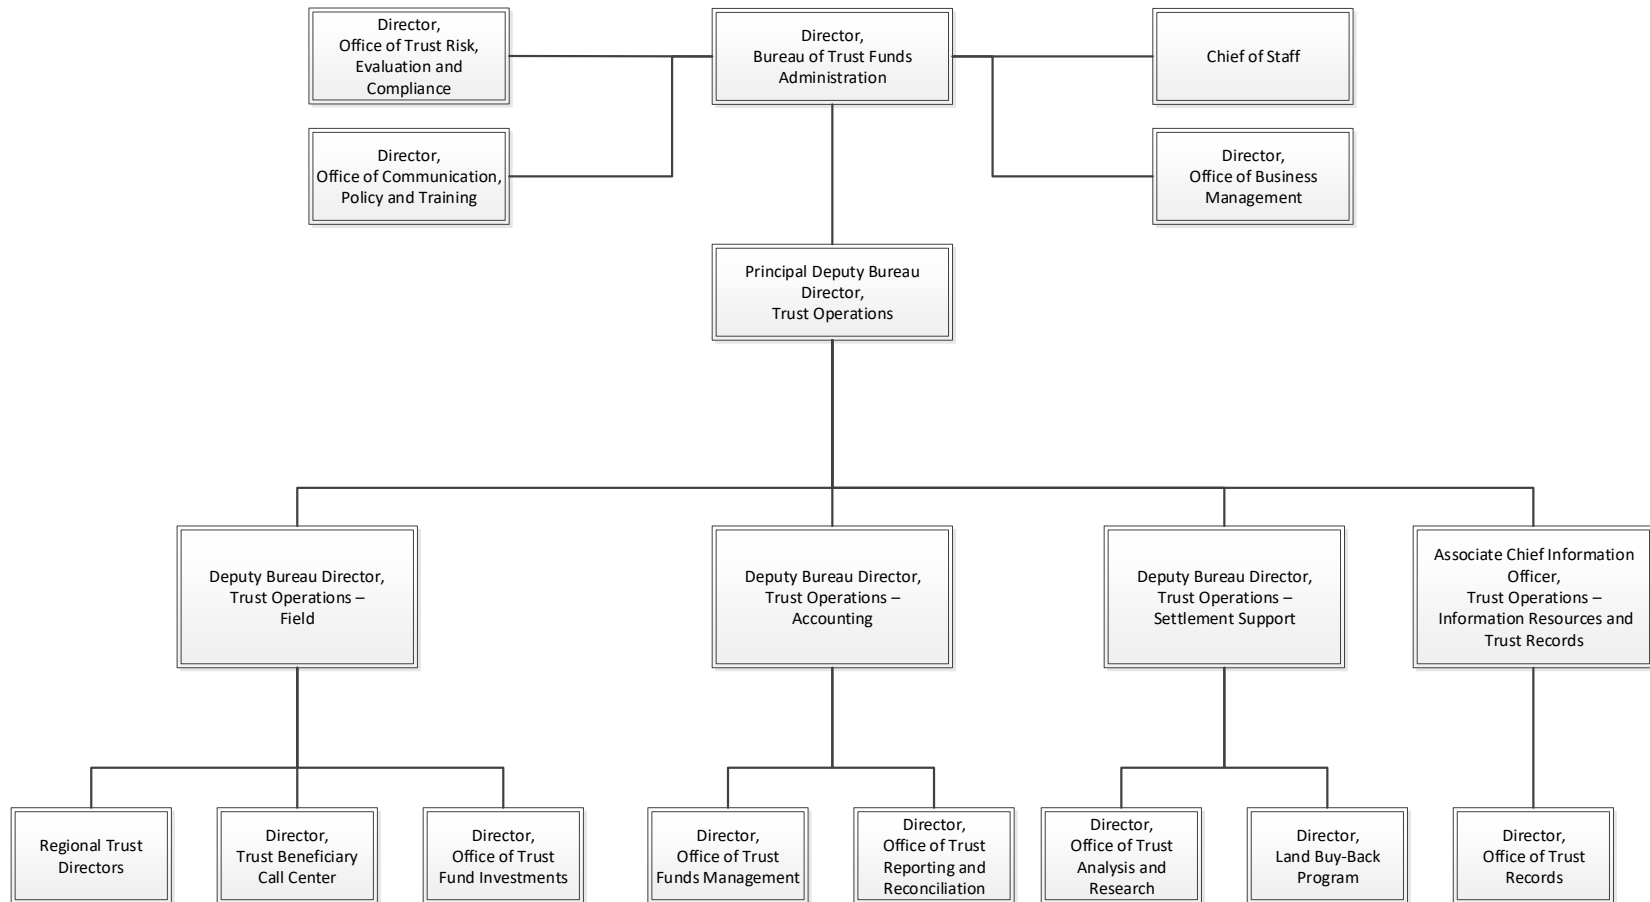 Director,
Office of Trust Risk,
Evaluation and
Compliance
Director,
Bureau of Trust Funds
Administration
Chief of Staff
Director,
Office of Communication,
Policy and Training
Director,
Office of Business
Management
Principal Deputy Bureau
Director,
Trust Operations
Deputy Bureau Director,
Trust Operations –
Field
Deputy Bureau Director,
Trust Operations –
Accounting
Deputy Bureau Director,
Trust Operations –
Settlement Support
Associate Chief Information
Officer,
Trust Operations –
Information Resources and
Trust Records
Regional Trust
Directors
Director,
Trust Beneficiary
Call Center
Director,
Office of Trust
Fund Investments
Director,
Office of Trust
Funds Management
Director,
Office of Trust
Reporting and
Reconciliation
Director,
Office of Trust
Analysis and
Research
Director,
Land Buy-Back
Program
Director,
Office of Trust
Records